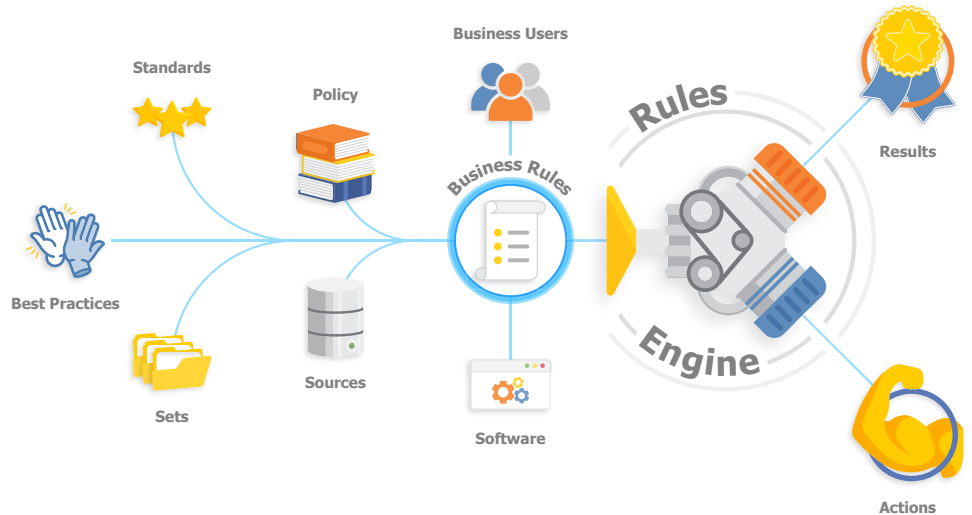 Business Users
Standards
Policy
Rules
Results
Business Rules
Best Practices
Engine
Sources
Sets
Software
Actions